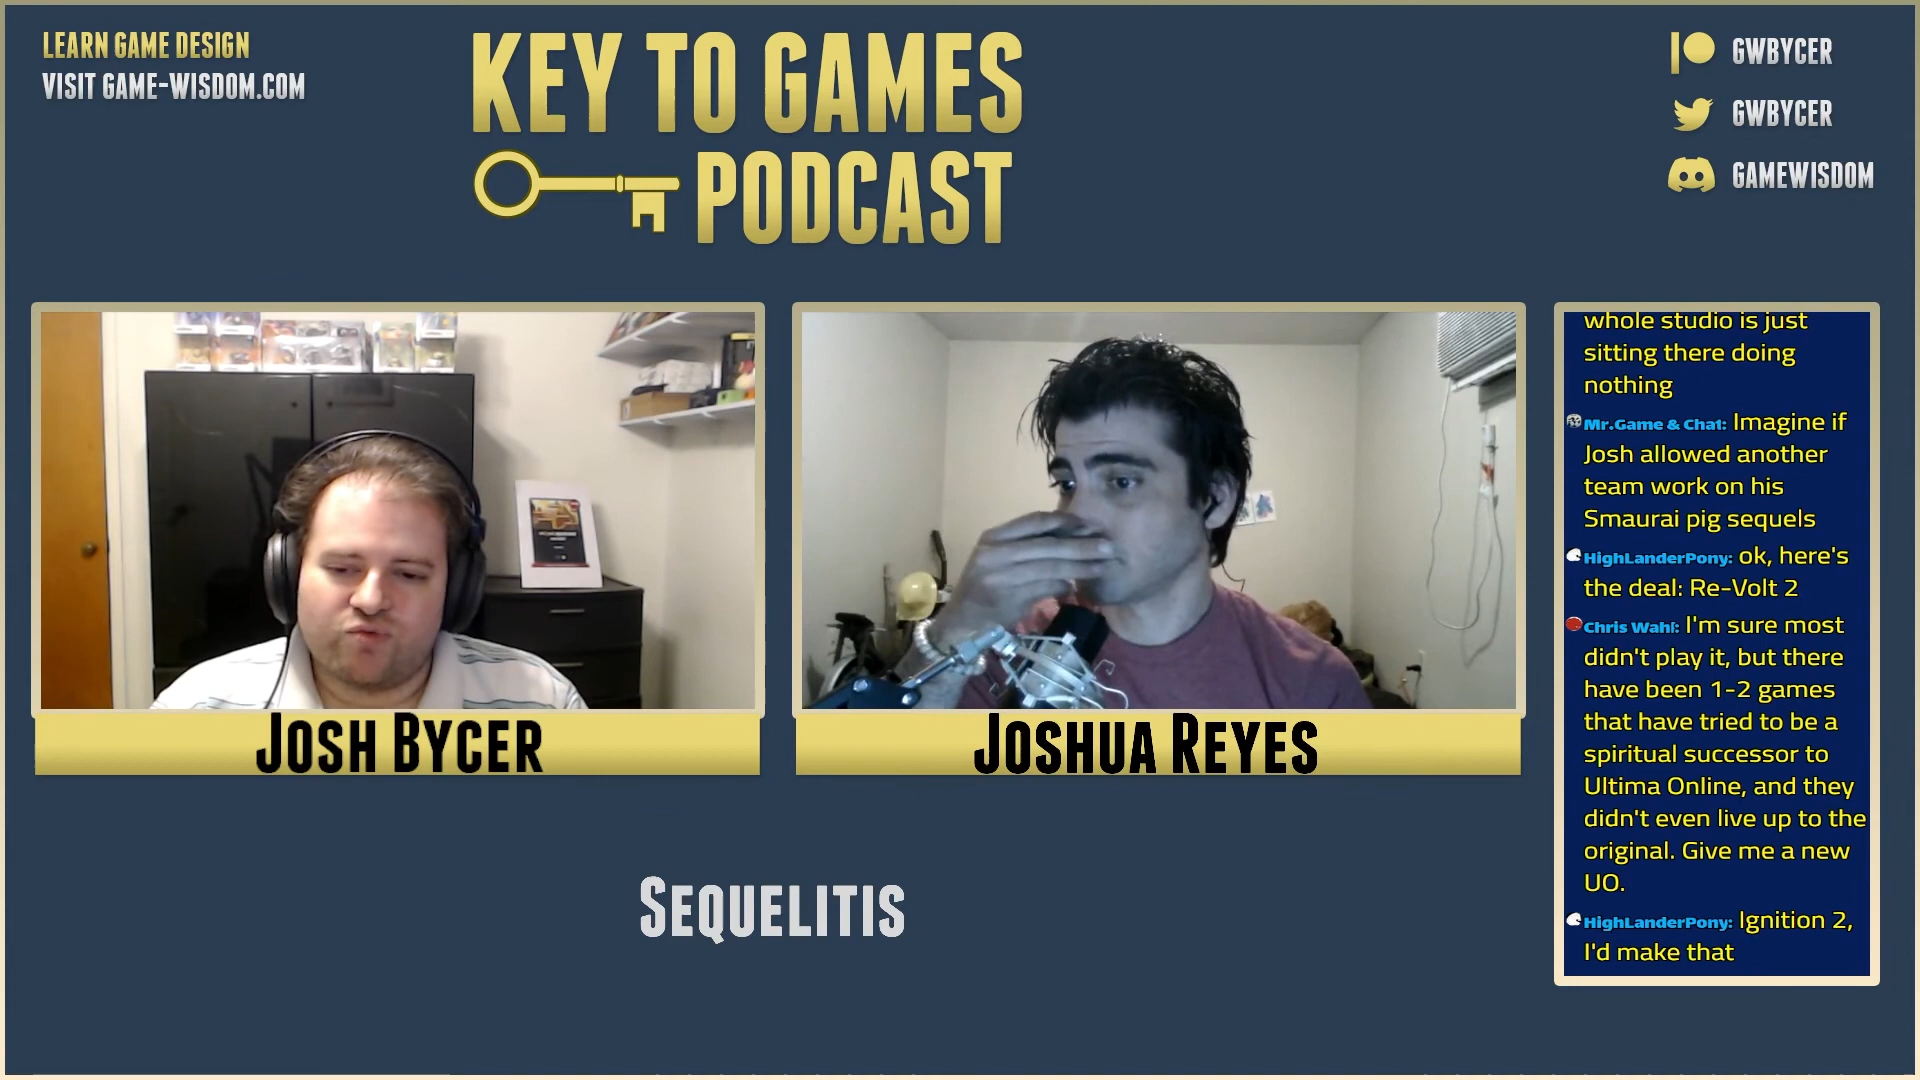 LEARN GAME DESIGN
VISIT GAME-WISDOM.COM
KEY TO GAMES
PODCAST
GWBYCER
GWBYCER
GAMEWISDOM
JOSH BYCER
JOSHUA REYES
SEQUELITIS
whole studio is just
sitting there doing
nothing
Mr.Game & Chat: Imagine if
Josh allowed another
team work on his
Smaurai pig sequels
HighLanderPony: ok, here's
the deal: Re-Volt 2
Chris Wahl: I'm sure most
didn't play it, but there
have been 1-2 games
that have tried to be a
spiritual successor to
Ultima Online, and they
didn't even live up to the
original. Give me a new
UO.
HighLanderPony: Ignition 2,
I'd make that